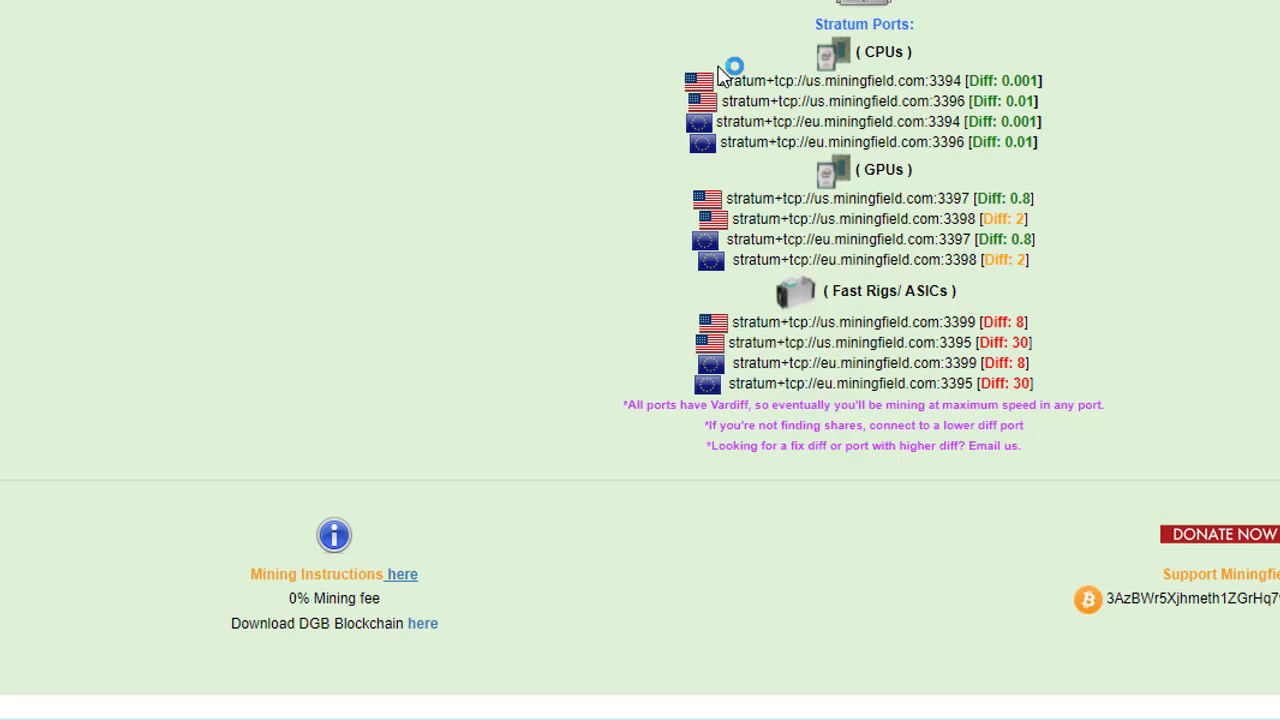 Stratum Ports:
( CPUs )
stratum+tcp://us.miningfield.com:3394 [Diff: 0.001]
stratum+tcp://us.miningfield.com:3396 [Diff: 0.01]
stratum+tcp://eu.miningfield.com:3394 [Diff: 0.001]
stratum+tcp://eu.miningfield.com:3396 [Diff: 0.01]
( GPUs )
stratum+tcp://us.miningfield.com:3397 [Diff: 0.8]
stratum+tcp://us.miningfield.com:3398 [Diff: 2]
stratum+tcp://eu.miningfield.com:3397 [Diff: 0.8]
stratum+tcp://eu.miningfield.com:3398 [Diff: 2]
( Fast Rigs/ ASICs )
stratum+tcp://us.miningfield.com:3399 [Diff: 8]
stratum+tcp://us.miningfield.com:3395 [Diff: 30]
stratum+tcp://eu.miningfield.com:3399 [Diff: 8]
stratum+tcp://eu.miningfield.com:3395 [Diff: 30]
*All ports have Vardiff, so eventually you'll be mining at maximum speed in any port.
*If you're not finding shares, connect to a lower diff port
*Looking for a fix diff or port with higher diff? Email us.
Mining Instructions here
0% Mining fee
Download DGB Blockchain here
DONATE NOW
Support Miningfie
3AzBWr5Xjhmeth1ZGrHq7